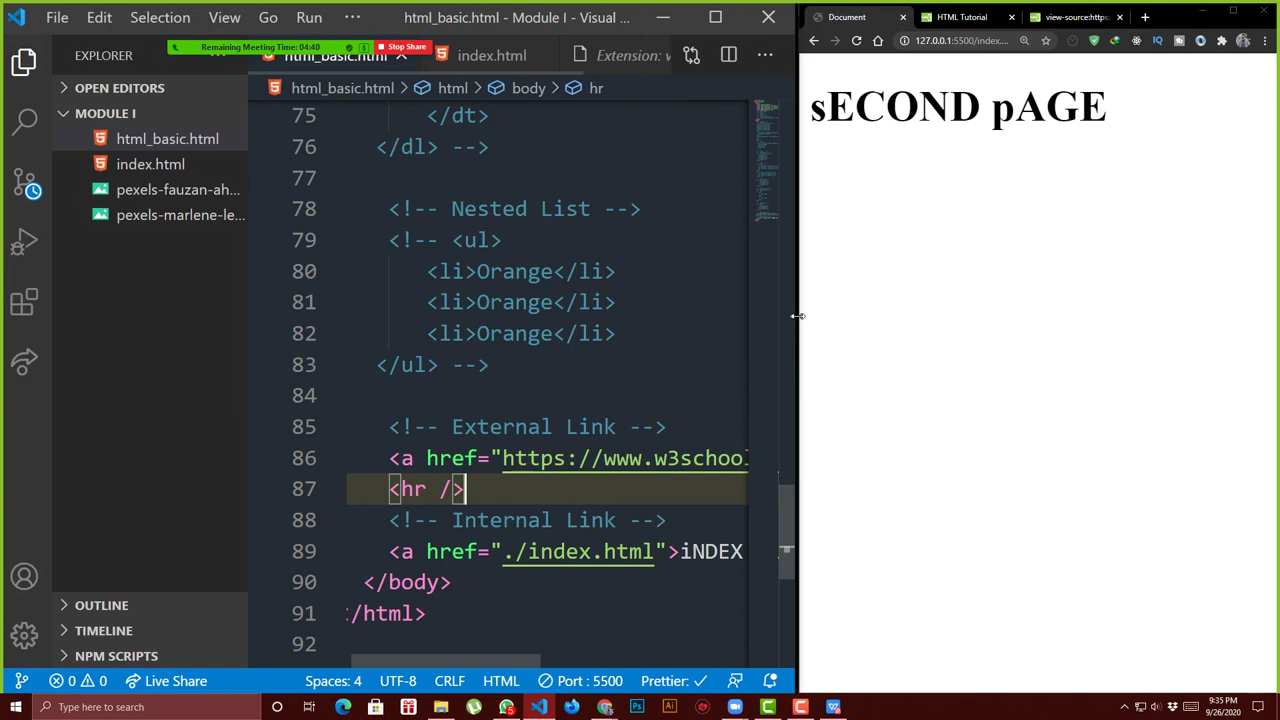 File Edit Selection View Go Run ··· html_basic.html - Module I - Visual ...
Remaining Meeting Time: 04:40 Stop Share
EXPLORER
html_basic.html index.html Extension:
OPEN EDITORS
MODULE I
html_basic.html
index.html
pexels-fauzan-ah...
pexels-marlene-le...
OUTLINE
TIMELINE
NPM SCRIPTS
html_basic.html > html > body > hr
75 </dt>
76 </dl> -->
77
78 <!-- Nested List -->
79 <!-- <ul>
80 <li>Orange</li>
81 <li>Orange</li>
82 <li>Orange</li>
83 </ul> -->
84
85 <!-- External Link -->
86 <a href="https://www.w3school
87 <hr />
88 <!-- Internal Link -->
89 <a href="./index.html">iNDEX
90 </body>
91 </html>
92
0 0 Live Share Spaces: 4 UTF-8 CRLF HTML Port : 5500 Prettier:
Document HTML Tutorial view-source:https:
127.0.0.1:5500/index....
sECOND pAGE
Type here to search
9:35 PM
9/26/2020